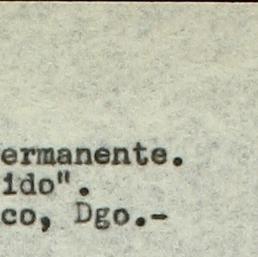 ermanente.
ido".
co, Dgo.-